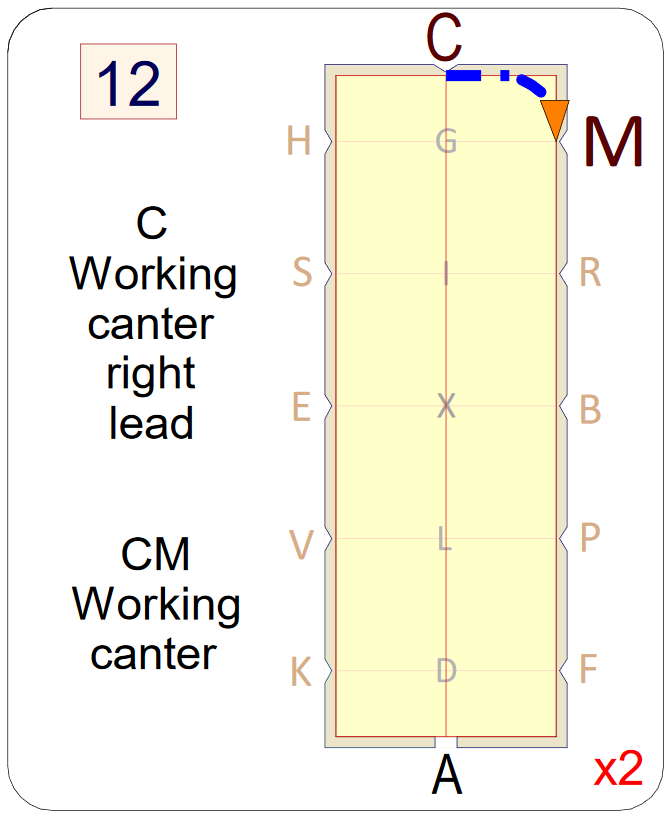 12
C
Working
canter
right
lead
CM
Working
canter
C
H G M
S I R
E X B
V L P
K D F
A
x2